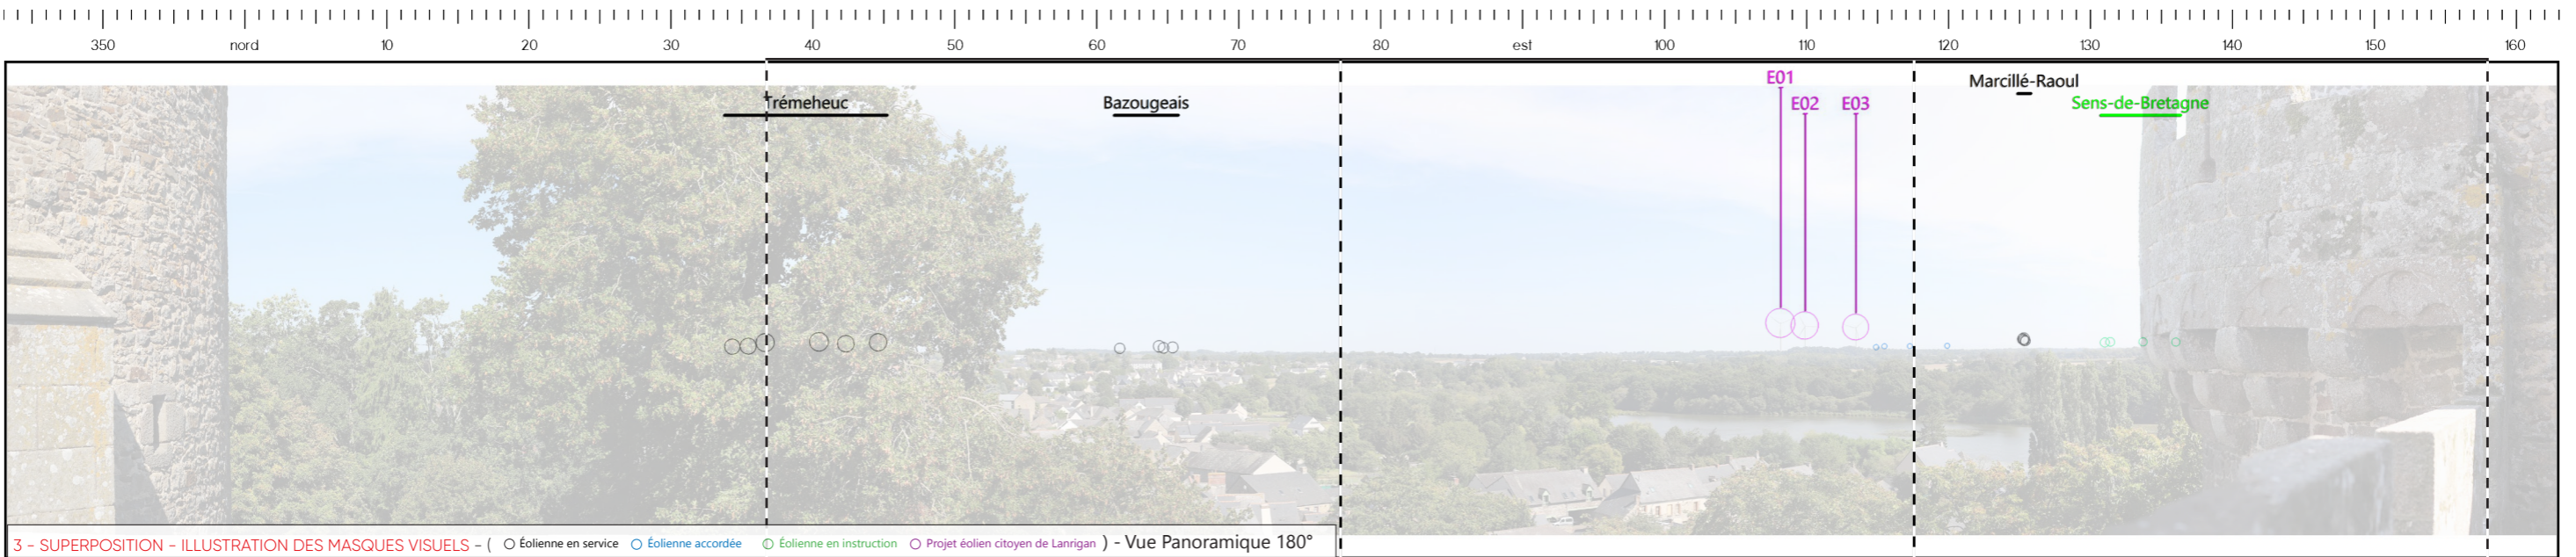 350 nord 10 20 30 40 50 60 70 80 est 100 110 120 130 140 150 160
E01
Marcillé-Raoul
Trémeheuc Bazougeais E02 E03 Sens-de-Bretagne
3 - SUPERPOSITION - ILLUSTRATION DES MASQUES VISUELS - ( Éolienne en service Éolienne accordée Éolienne en instruction Projet éolien citoyen de Lanrigan ) - Vue Panoramique 180°